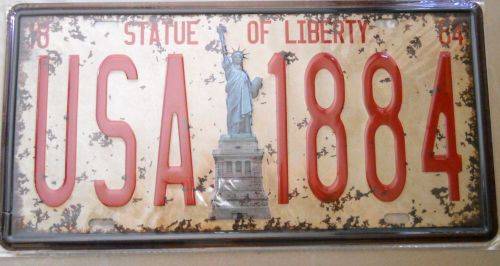 18 STATUE OF LIBERTY 84
USA 1884